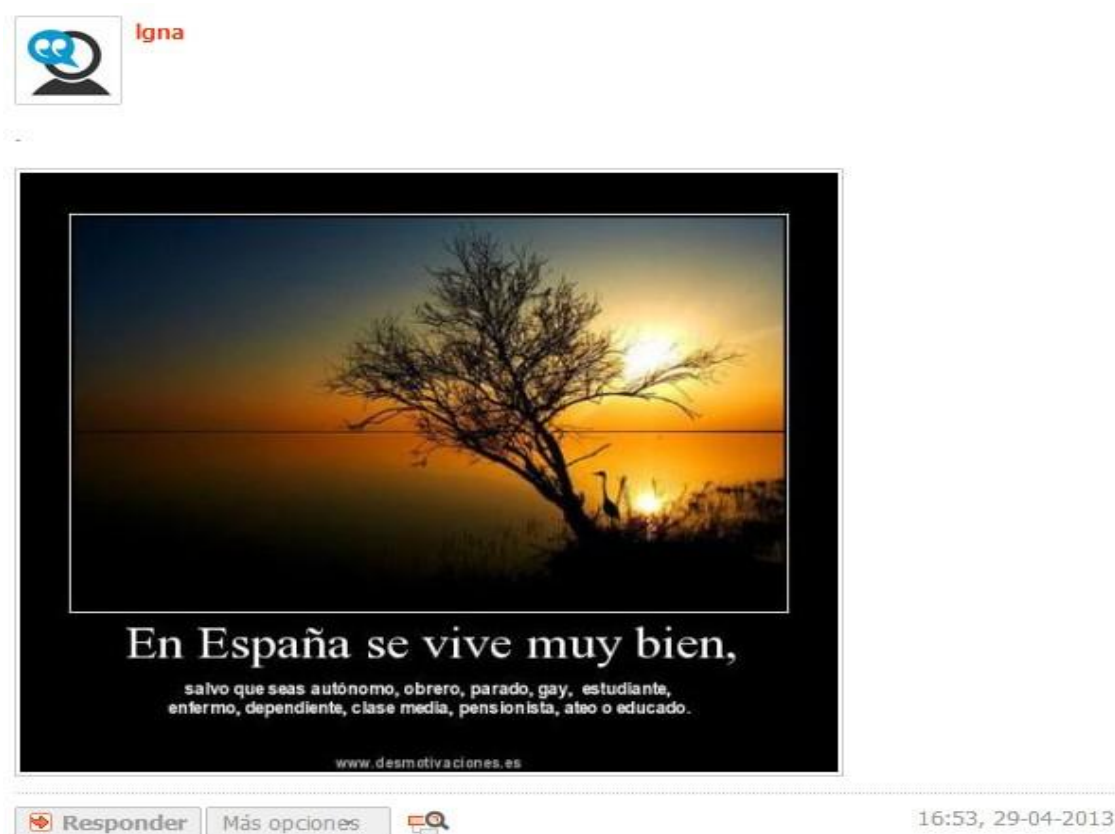 Igna
-
En España se vive muy bien,
salvo que seas autónomo, obrero, parado, gay, estudiante,
enfermo, dependiente, clase media, pensionista, ateo o educado.
www.desmotivaciones.es
Responder Más opciones 16:53, 29-04-2013